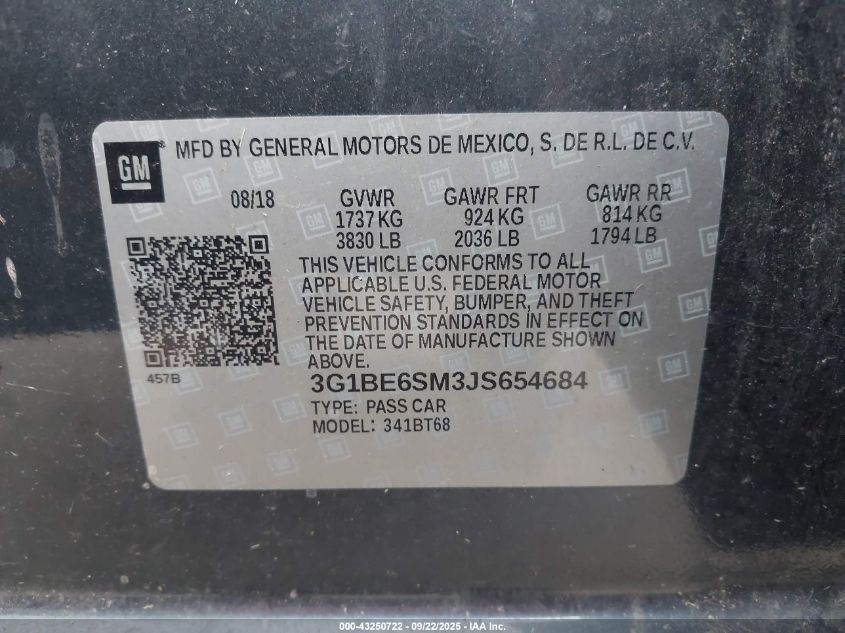 GM
MFD BY GENERAL MOTORS DE MEXICO, S. DE R.L. DE C.V.
08/18 GVWR GAWR FRT GAWR RR
1737 KG 924 KG 814 KG
3830 LB 2036 LB 1794 LB
THIS VEHICLE CONFORMS TO ALL
APPLICABLE U.S. FEDERAL MOTOR
VEHICLE SAFETY, BUMPER, AND THEFT
PREVENTION STANDARDS IN EFFECT ON
THE DATE OF MANUFACTURE SHOWN
ABOVE.
457B
3G1BE6SM3JS654684
TYPE: PASS CAR
MODEL: 341BT68
000-43250722 - 09/22/2025 - IAA Inc.